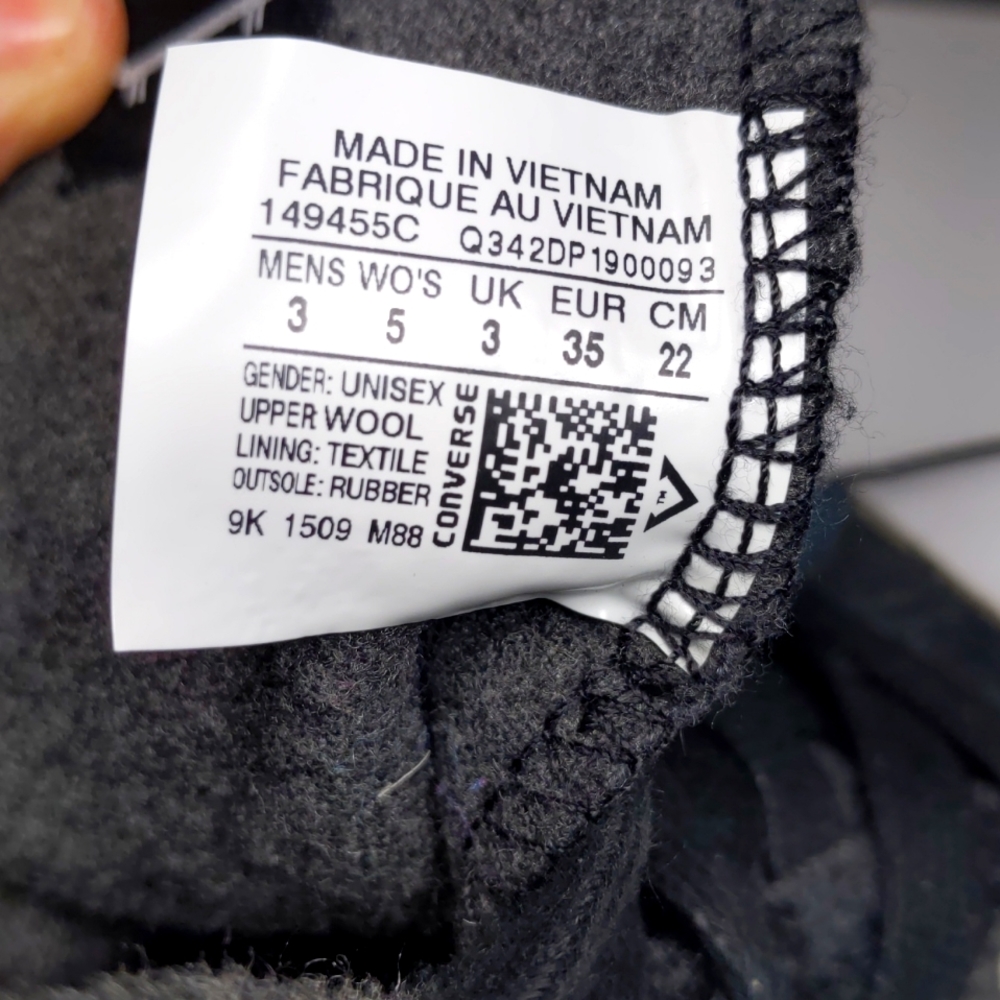 MADE IN VIETNAM
FABRIQUE AU VIETNAM
149455C Q342DP1900093
MENS WO'S UK EUR CM
3 5 3 35 22
GENDER: UNISEX
UPPER WOOL
LINING: TEXTILE
OUTSOLE: RUBBER
9K 1509 M88
CONVERSE
TM